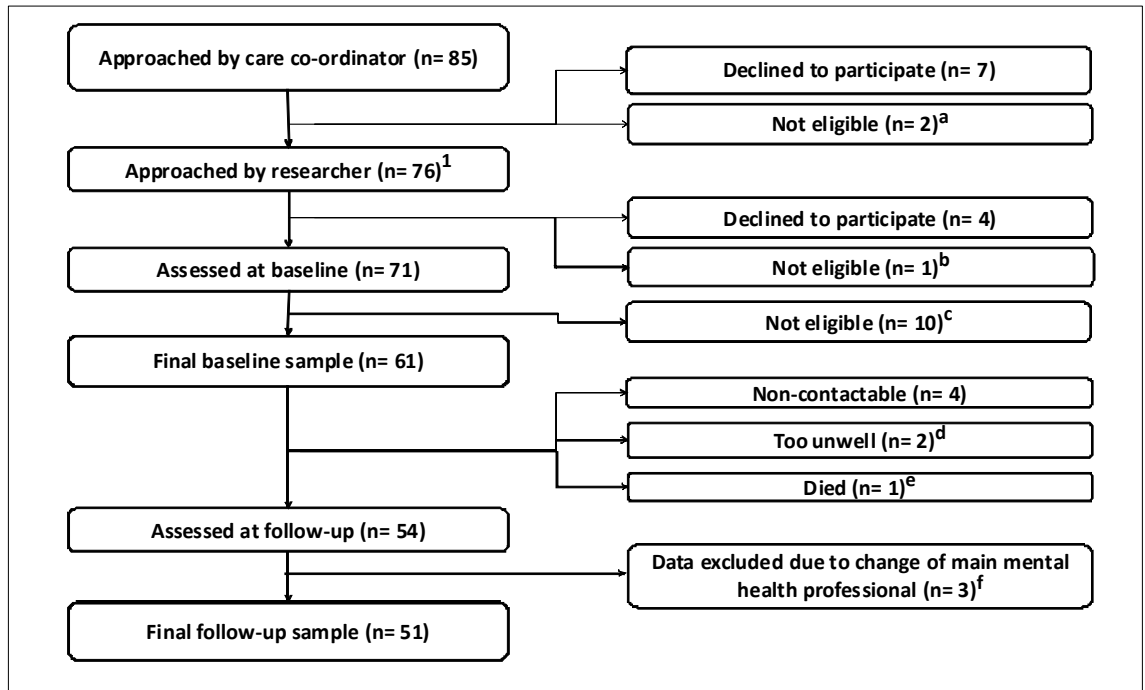 Approached by care co-ordinator (n= 85)
Declined to participate (n= 7)
Not eligible (n= 2)a
Approached by researcher (n= 76)1
Declined to participate (n= 4)
Not eligible (n= 1)b
Assessed at baseline (n= 71)
Not eligible (n= 10)c
Final baseline sample (n= 61)
Non-contactable (n= 4)
Too unwell (n= 2)d
Died (n= 1)e
Assessed at follow-up (n= 54)
Data excluded due to change of main mental
health professional (n= 3)f
Final follow-up sample (n= 51)